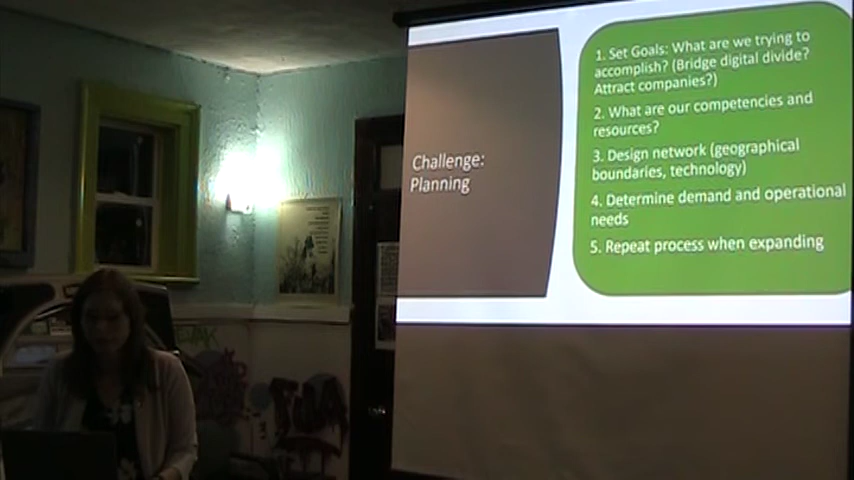 Challenge:
Planning
1. Set Goals: What are we trying to
accomplish? (Bridge digital divide?
Attract companies?)
2. What are our competencies and
resources?
3. Design network (geographical
boundaries, technology)
4. Determine demand and operational
needs
5. Repeat process when expanding